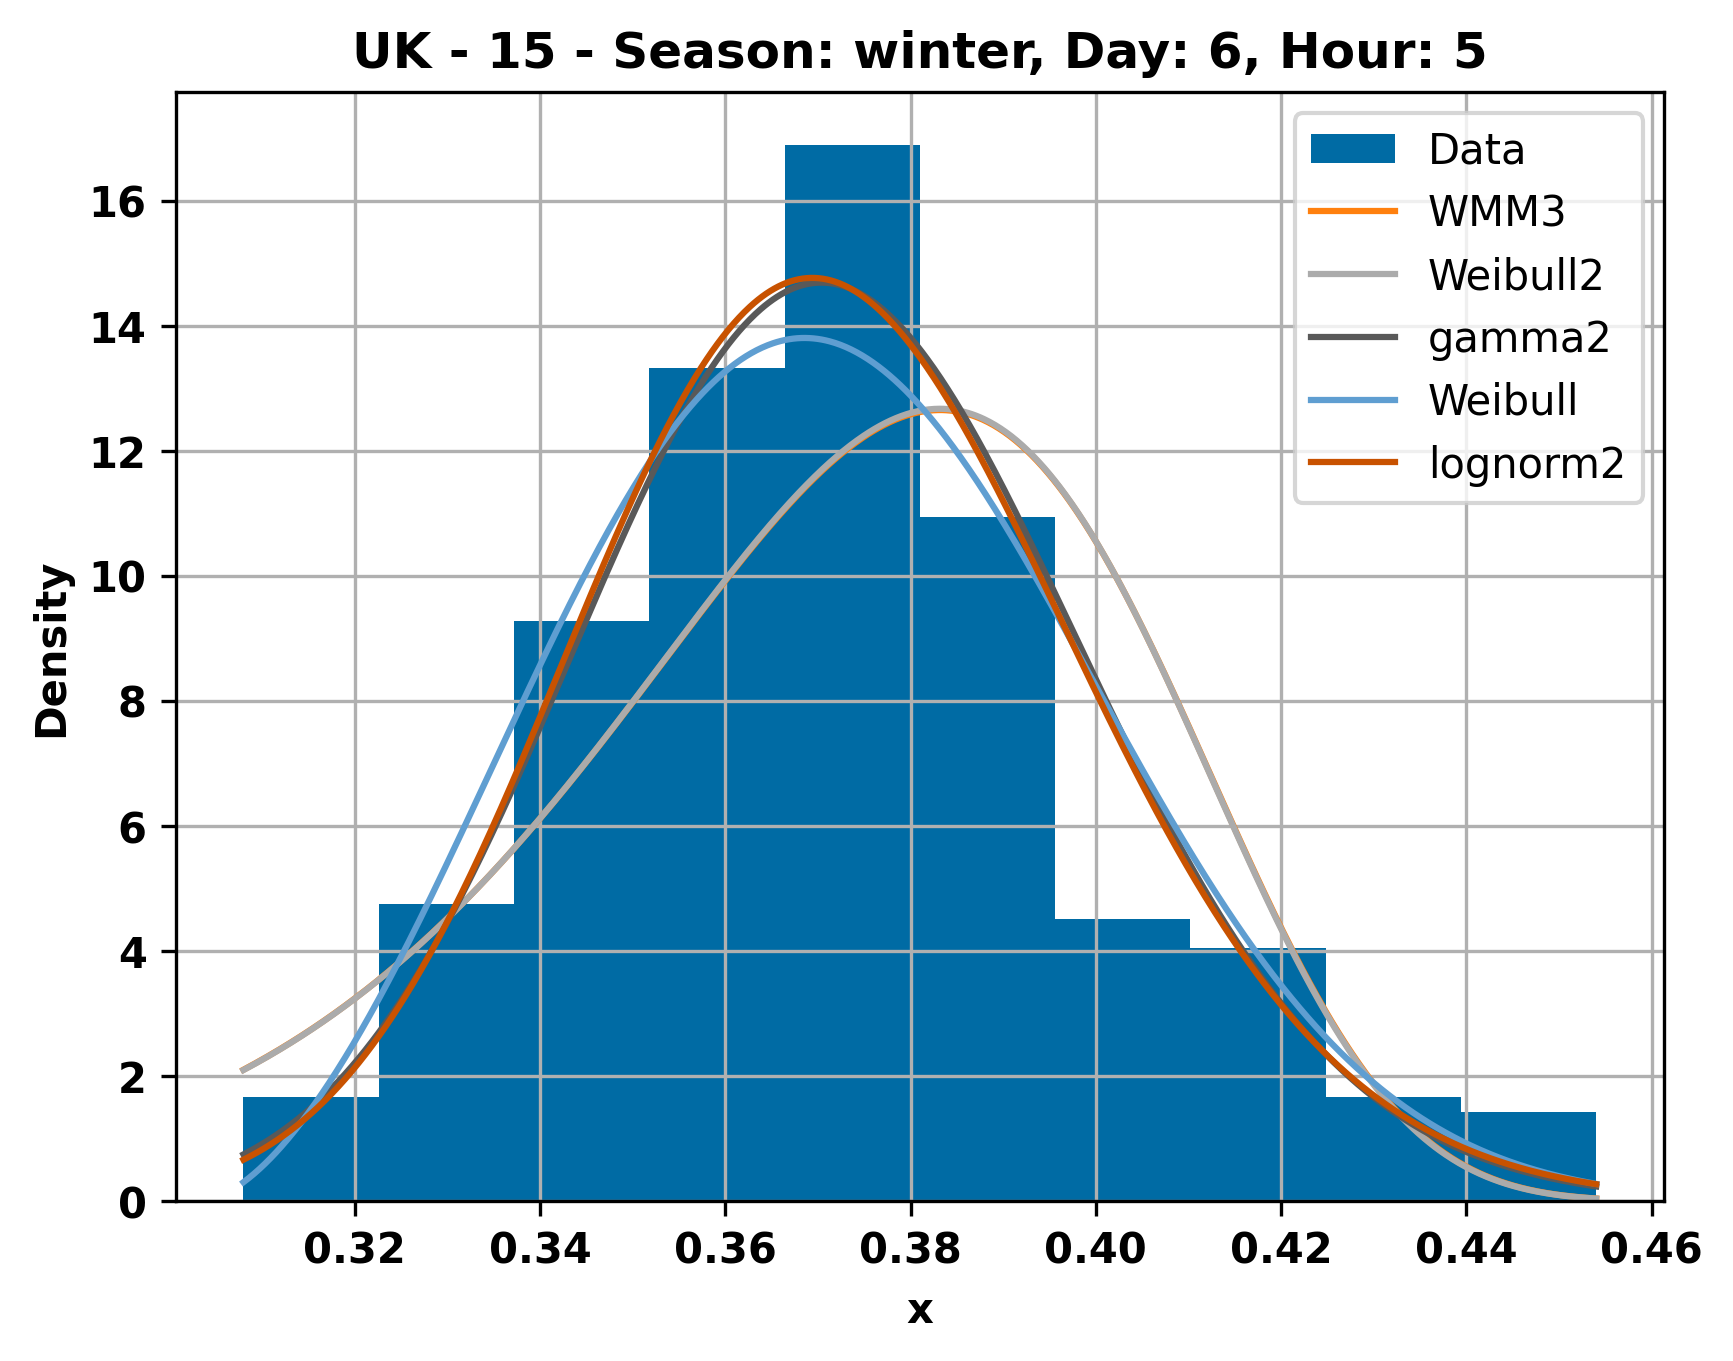 UK - 15 - Season: winter, Day: 6, Hour: 5
Data
WMM3
Weibull2
gamma2
Weibull
lognorm2
Density
16
14
12
10
8
6
4
2
0
0.32 0.34 0.36 0.38 0.40 0.42 0.44 0.46
x